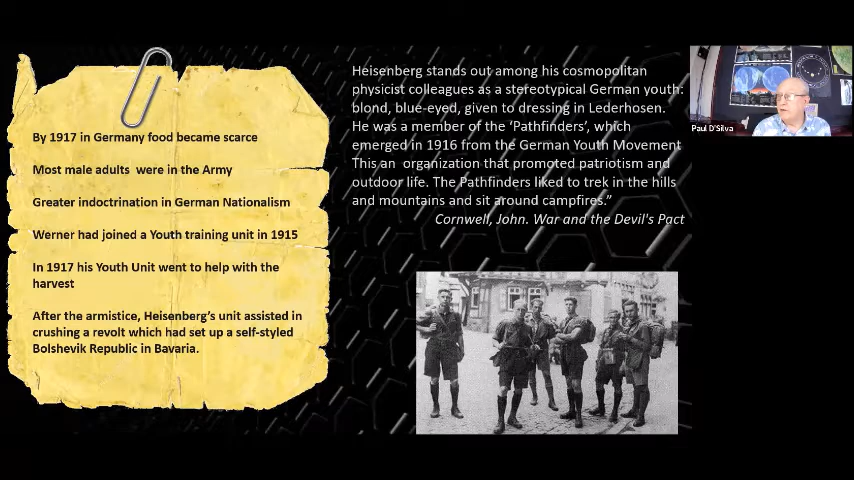 By 1917 in Germany food became scarce
Most male adults were in the Army
Greater indoctrination in German Nationalism
Werner had joined a Youth training unit in 1915
In 1917 his Youth Unit went to help with the
harvest
After the armistice, Heisenberg's unit assisted in
crushing a revolt which had set up a self-styled
Bolshevik Republic in Bavaria.
Heisenberg stands out among his cosmopolitan
physicist colleagues as a stereotypical German youth:
blond, blue-eyed, given to dressing in Lederhosen.
He was a member of the 'Pathfinders', which
emerged in 1916 from the German Youth Movement
This an organization that promoted patriotism and
outdoor life. The Pathfinders liked to trek in the hills
and mountains and sit around campfires."
Cornwell, John. War and the Devil's Pact
Paul D'Silva